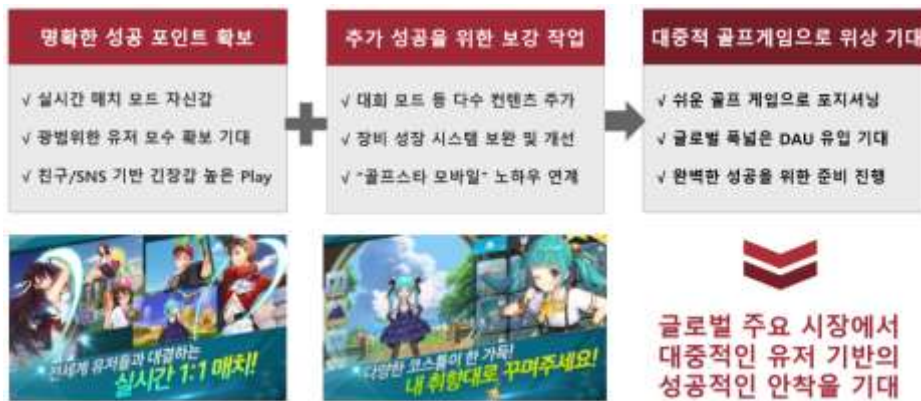 명확한 성공 포인트 확보
√ 실시간 매치 모드 자신감
√ 광범위한 유저 모수 확보 기대
√ 친구/SNS 기반 긴장감 높은 Play
추가 성공을 위한 보강 작업
√ 대회 모드 등 다수 컨텐츠 추가
√ 장비 성장 시스템 보완 및 개선
√ "골프스타 모바일" 노하우 연계
대중적 골프게임으로 위상 기대
√ 쉬운 골프 게임으로 포지셔닝
√ 글로벌 폭넓은 DAU 유입 기대
√ 완벽한 성공을 위한 준비 진행
전세계 유저들과 대결하는
실시간 1:1 매치!
다양한 코스튬이 한 가득!
내 취향대로 꾸며주세요!
글로벌 주요 시장에서
대중적인 유저 기반의
성공적인 안착을 기대